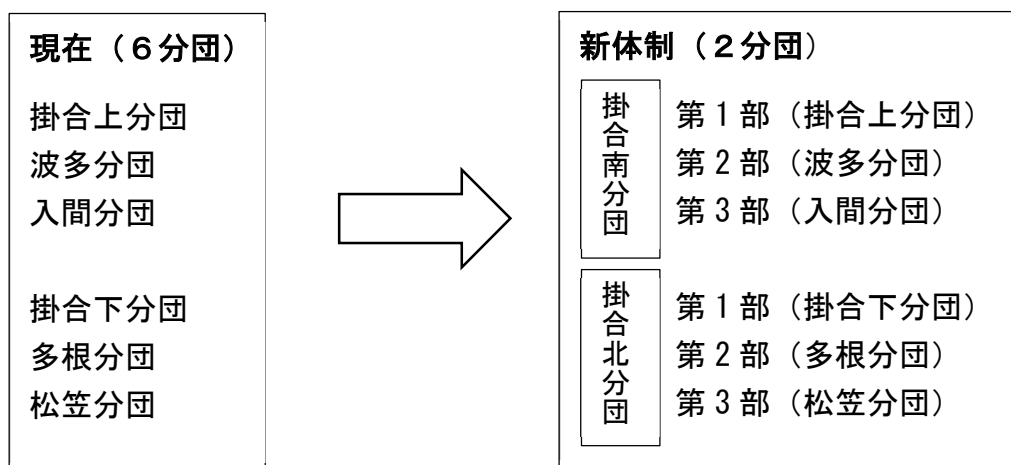 現在（６分団）
掛合上分団
波多分団
入間分団
掛合下分団
多根分団
松笠分団
新体制（２分団）
掛合南分団
第１部（掛合上分団）
第２部（波多分団）
第３部（入間分団）
掛合北分団
第１部（掛合下分団）
第２部（多根分団）
第３部（松笠分団）